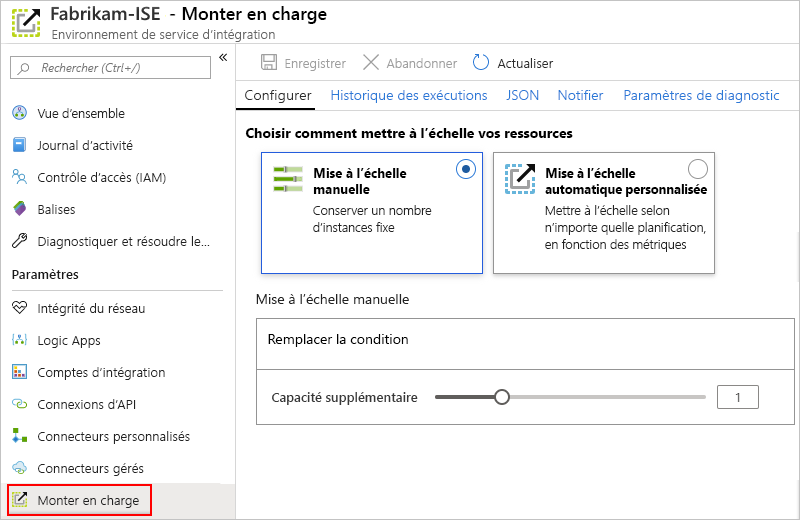 Fabrikam-ISE - Monter en charge
Environnement de service d'intégration
Rechercher (Ctrl+/)
«
Vue d'ensemble
Journal d'activité
Contrôle d'accès (IAM)
Balises
Diagnostiquer et résoudre le...
Paramètres
Intégrité du réseau
Logic Apps
Comptes d'intégration
Connexions d'API
Connecteurs personnalisés
Connecteurs gérés
Monter en charge
Enregistrer Abandonner Actualiser
Configurer Historique des exécutions JSON Notifier Paramètres de diagnostic
Choisir comment mettre à l'échelle vos ressources
Mise à l'échelle
manuelle
Conserver un nombre
d'instances fixe
Mise à l'échelle
automatique personnalisée
Mettre à l'échelle selon
n'importe quelle planification,
en fonction des métriques
Mise à l'échelle manuelle
Remplacer la condition
Capacité supplémentaire 1